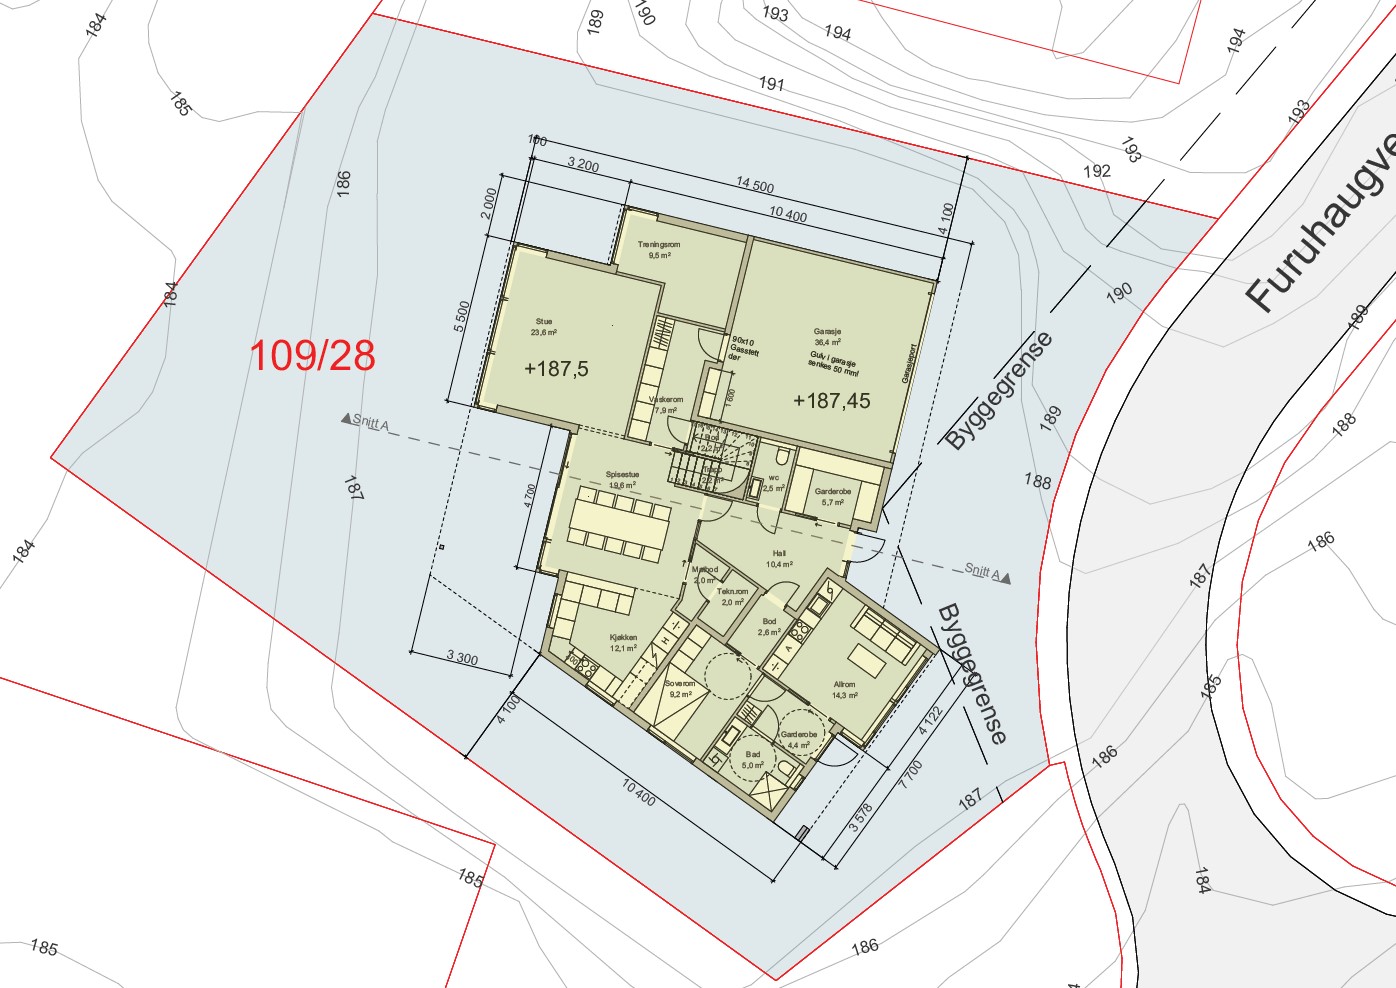 184
185
189
190
193
194
194
191
193
193
192
Furuhaugve
100
3 200
14 500
10 400
4 100
2 000
186
184
190
189
Treningsrom
9,5 m²
5 500
Stue
23,6 m²
+187,5
Garasje
36,4 m²
Gulv i garasje
senkes 50 mm!
Garasjeport
+187,45
90x10
Gasstett
dør
109/28
Byggegrense
Vaskerom
7,9 m²
1 600
Snitt A
189
188
Bod
2,2 m²
Trapp
2,2 m²
wc
2,5 m²
Garderobe
5,7 m²
Spisestue
19,6 m²
187
4 700
188
184
186
Hall
10,4 m²
Snitt A
187
Matbod
2,0 m²
Tekn.rom
2,0 m²
Bod
2,6 m²
Byggegrense
Kjøkken
12,1 m²
H
A
3 300
Soverom
9,2 m²
Allrom
14,3 m²
185
4 100
4 122
Garderobe
4,4 m²
Bad
5,0 m²
186
7 700
10 400
187
3 578
185
184
185
186